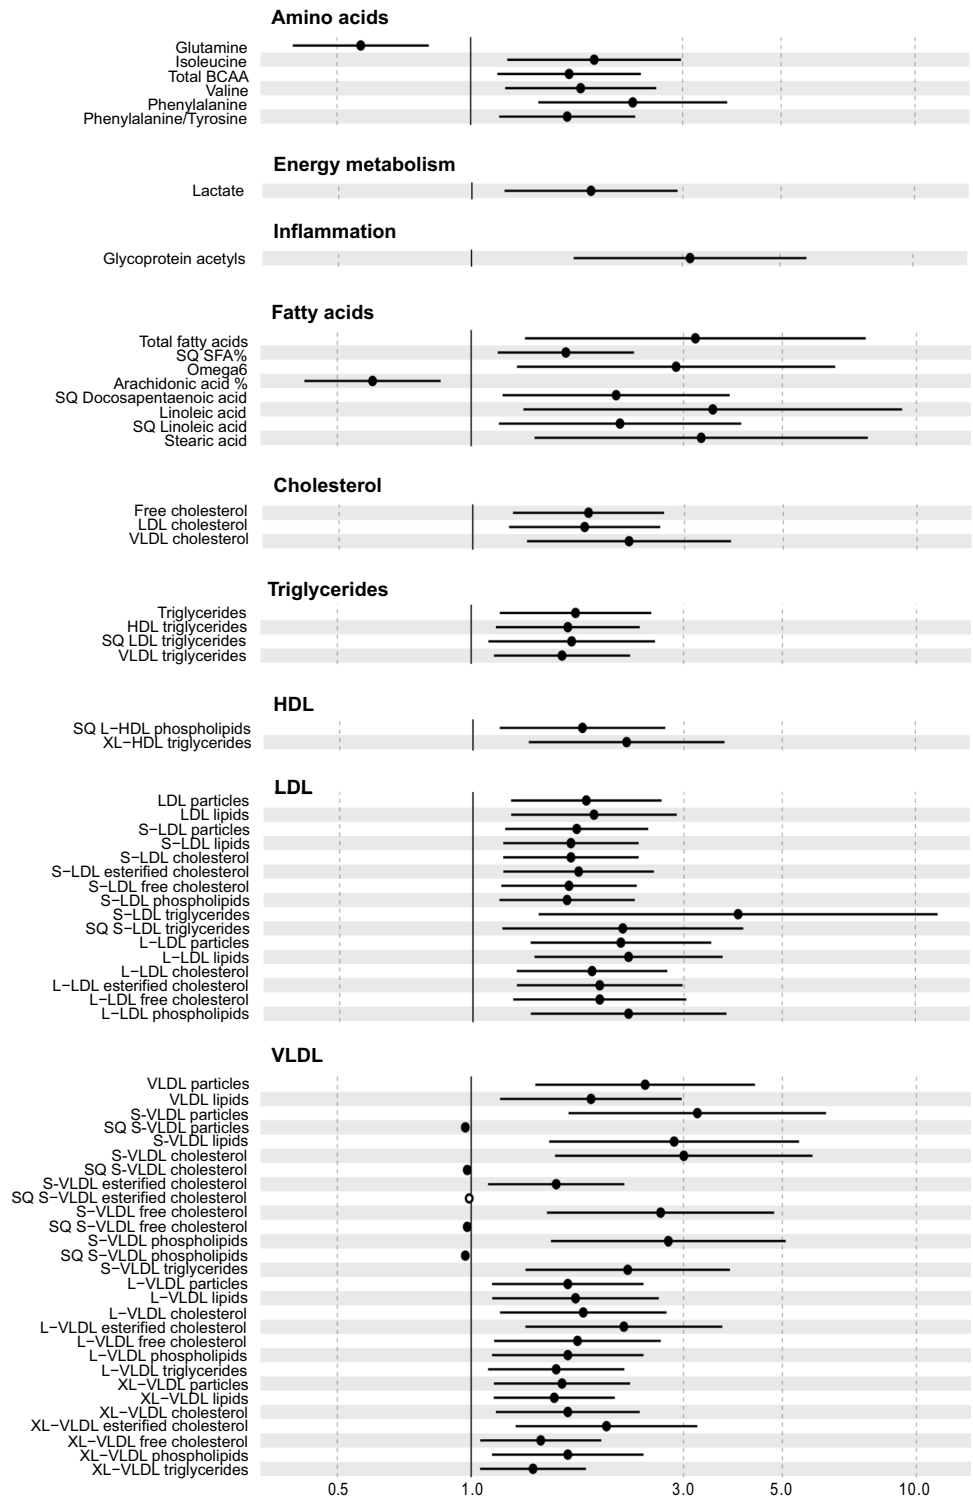 Amino acids
Glutamine
Isoleucine
Total BCAA
Valine
Phenylalanine
Phenylalanine/Tyrosine
Energy metabolism
Lactate
Inflammation
Glycoprotein acetyls
Fatty acids
Total fatty acids
SQ SFA%
Omega6
Arachidonic acid %
SQ Docosapentaenoic acid
Linoleic acid
SQ Linoleic acid
Stearic acid
Cholesterol
Free cholesterol
LDL cholesterol
VLDL cholesterol
Triglycerides
Triglycerides
HDL triglycerides
SQ LDL triglycerides
VLDL triglycerides
HDL
SQ L−HDL phospholipids
XL−HDL triglycerides
LDL
LDL particles
LDL lipids
S−LDL particles
S−LDL lipids
S−LDL cholesterol
S−LDL esterified cholesterol
S−LDL free cholesterol
S−LDL phospholipids
S−LDL triglycerides
SQ S−LDL triglycerides
L−LDL particles
L−LDL lipids
L−LDL cholesterol
L−LDL esterified cholesterol
L−LDL free cholesterol
L−LDL phospholipids
VLDL
VLDL particles
VLDL lipids
S-VLDL particles
SQ S−VLDL particles
S-VLDL lipids
S-VLDL cholesterol
SQ S−VLDL cholesterol
S-VLDL esterified cholesterol
SQ S−VLDL esterified cholesterol
S−VLDL free cholesterol
SQ S−VLDL free cholesterol
S−VLDL phospholipids
SQ S−VLDL phospholipids
S−VLDL triglycerides
L−VLDL particles
L−VLDL lipids
L−VLDL cholesterol
L−VLDL esterified cholesterol
L−VLDL free cholesterol
L−VLDL phospholipids
L−VLDL triglycerides
XL−VLDL particles
XL−VLDL lipids
XL−VLDL cholesterol
XL−VLDL esterified cholesterol
XL−VLDL free cholesterol
XL−VLDL phospholipids
XL−VLDL triglycerides
0.5 1.0 3.0 5.0 10.0